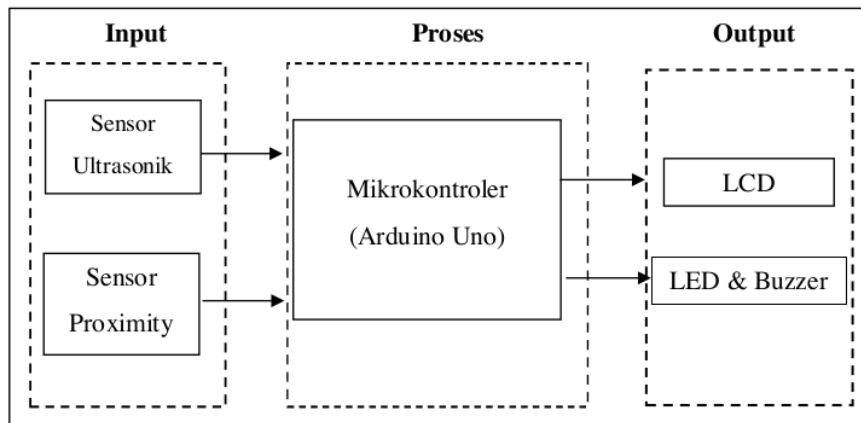 Input
Proses
Output
Sensor
Ultrasonik
Sensor
Proximity
Mikrokontroler
(Arduino Uno)
LCD
LED & Buzzer